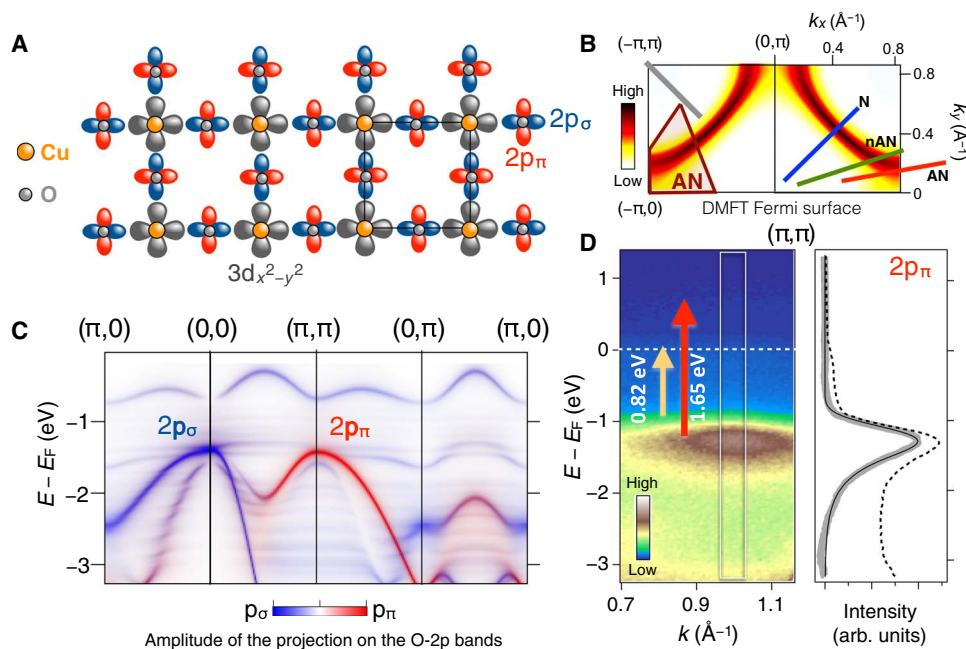 A
Cu
O
2pσ
2pπ
3dx²−y²
B
kx (Å⁻¹)
(−π,π)
(0,π)
0.4
0.8
High
Low
N
nAN
AN
AN
0.8
0.4
0
ky (Å⁻¹)
(−π,0)
DMFT Fermi surface
C
(π,0)
(0,0)
(π,π)
(0,π)
(π,0)
E − EF (eV)
−1
−2
−3
2pσ
2pπ
pσ
pπ
Amplitude of the projection on the O-2p bands
D
(π,π)
E − EF (eV)
1
0
−1
−2
−3
0.82 eV
1.65 eV
High
Low
0.7
0.9
1.1
k (Å⁻¹)
2pπ
Intensity
(arb. units)